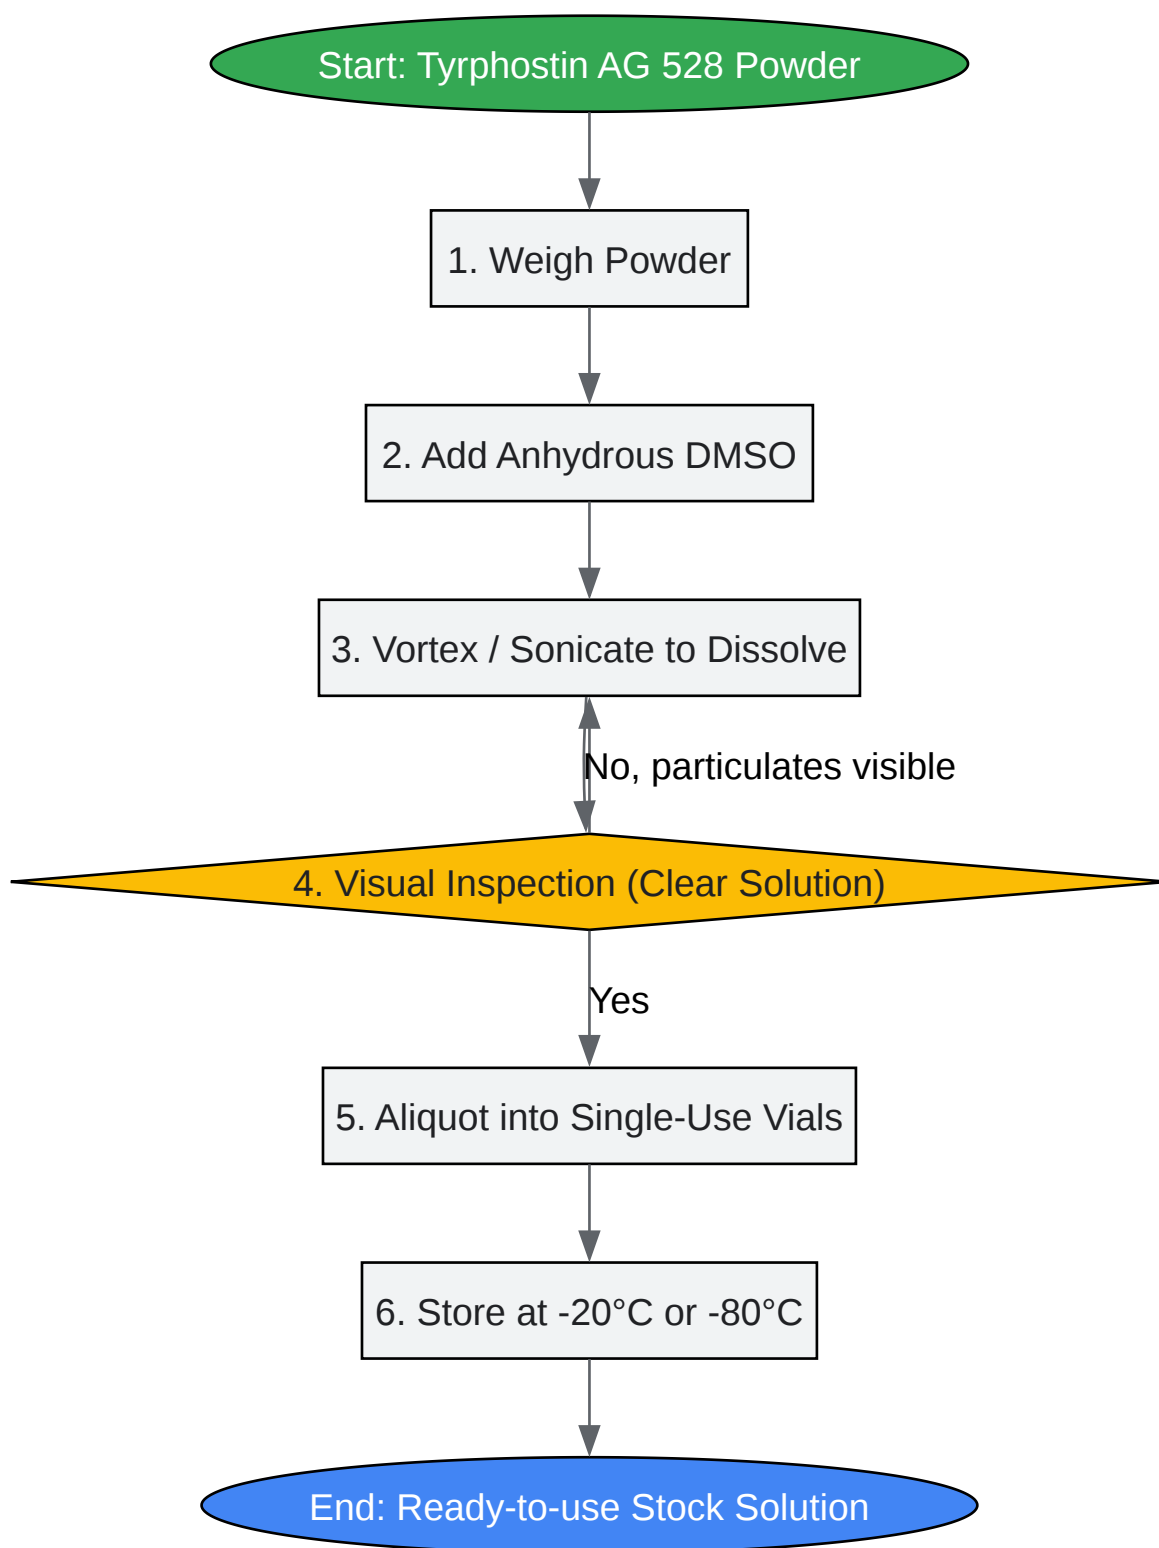 Start: Tyrphostin AG 528 Powder
1. Weigh Powder
2. Add Anhydrous DMSO
3. Vortex / Sonicate to Dissolve
No, particulates visible
4. Visual Inspection (Clear Solution)
Yes
5. Aliquot into Single-Use Vials
6. Store at -20°C or -80°C
End: Ready-to-use Stock Solution